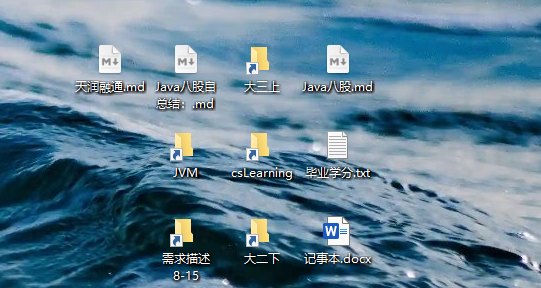 天润融通.md
Java八股自
总结：.md
大三上
Java八股.md
JVM
csLearning
毕业学分.txt
需求描述
8-15
大二下
记事本.docx